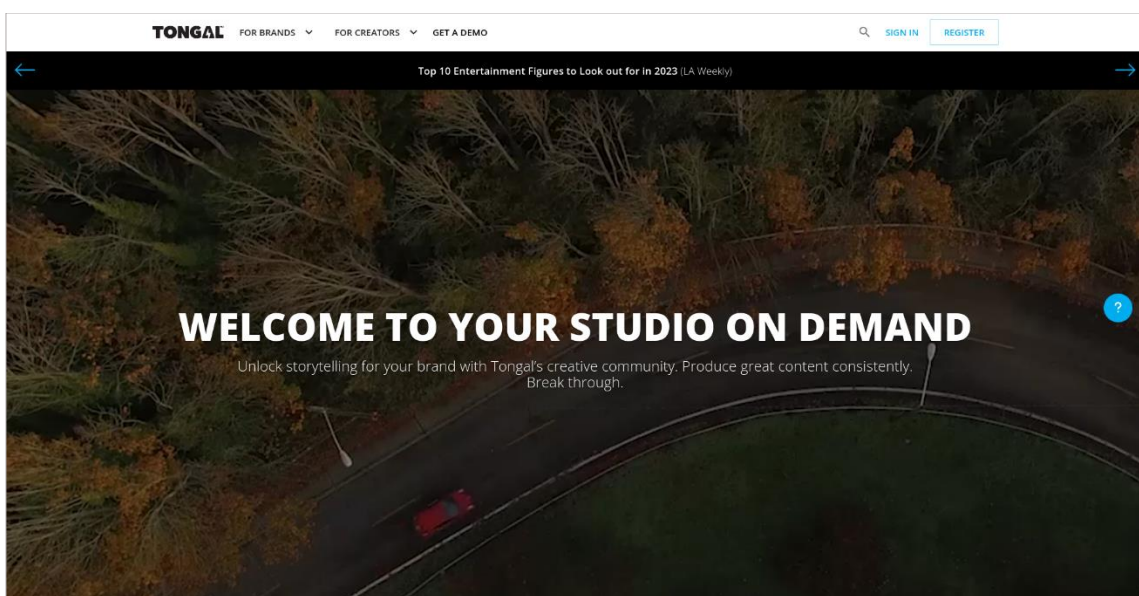 TONGAL FOR BRANDS FOR CREATORS GET A DEMO SIGN IN REGISTER
Top 10 Entertainment Figures to Look out for in 2023 (LA Weekly)
?
WELCOME TO YOUR STUDIO ON DEMAND
Unlock storytelling for your brand with Tongal's creative community. Produce great content consistently.
Break through.